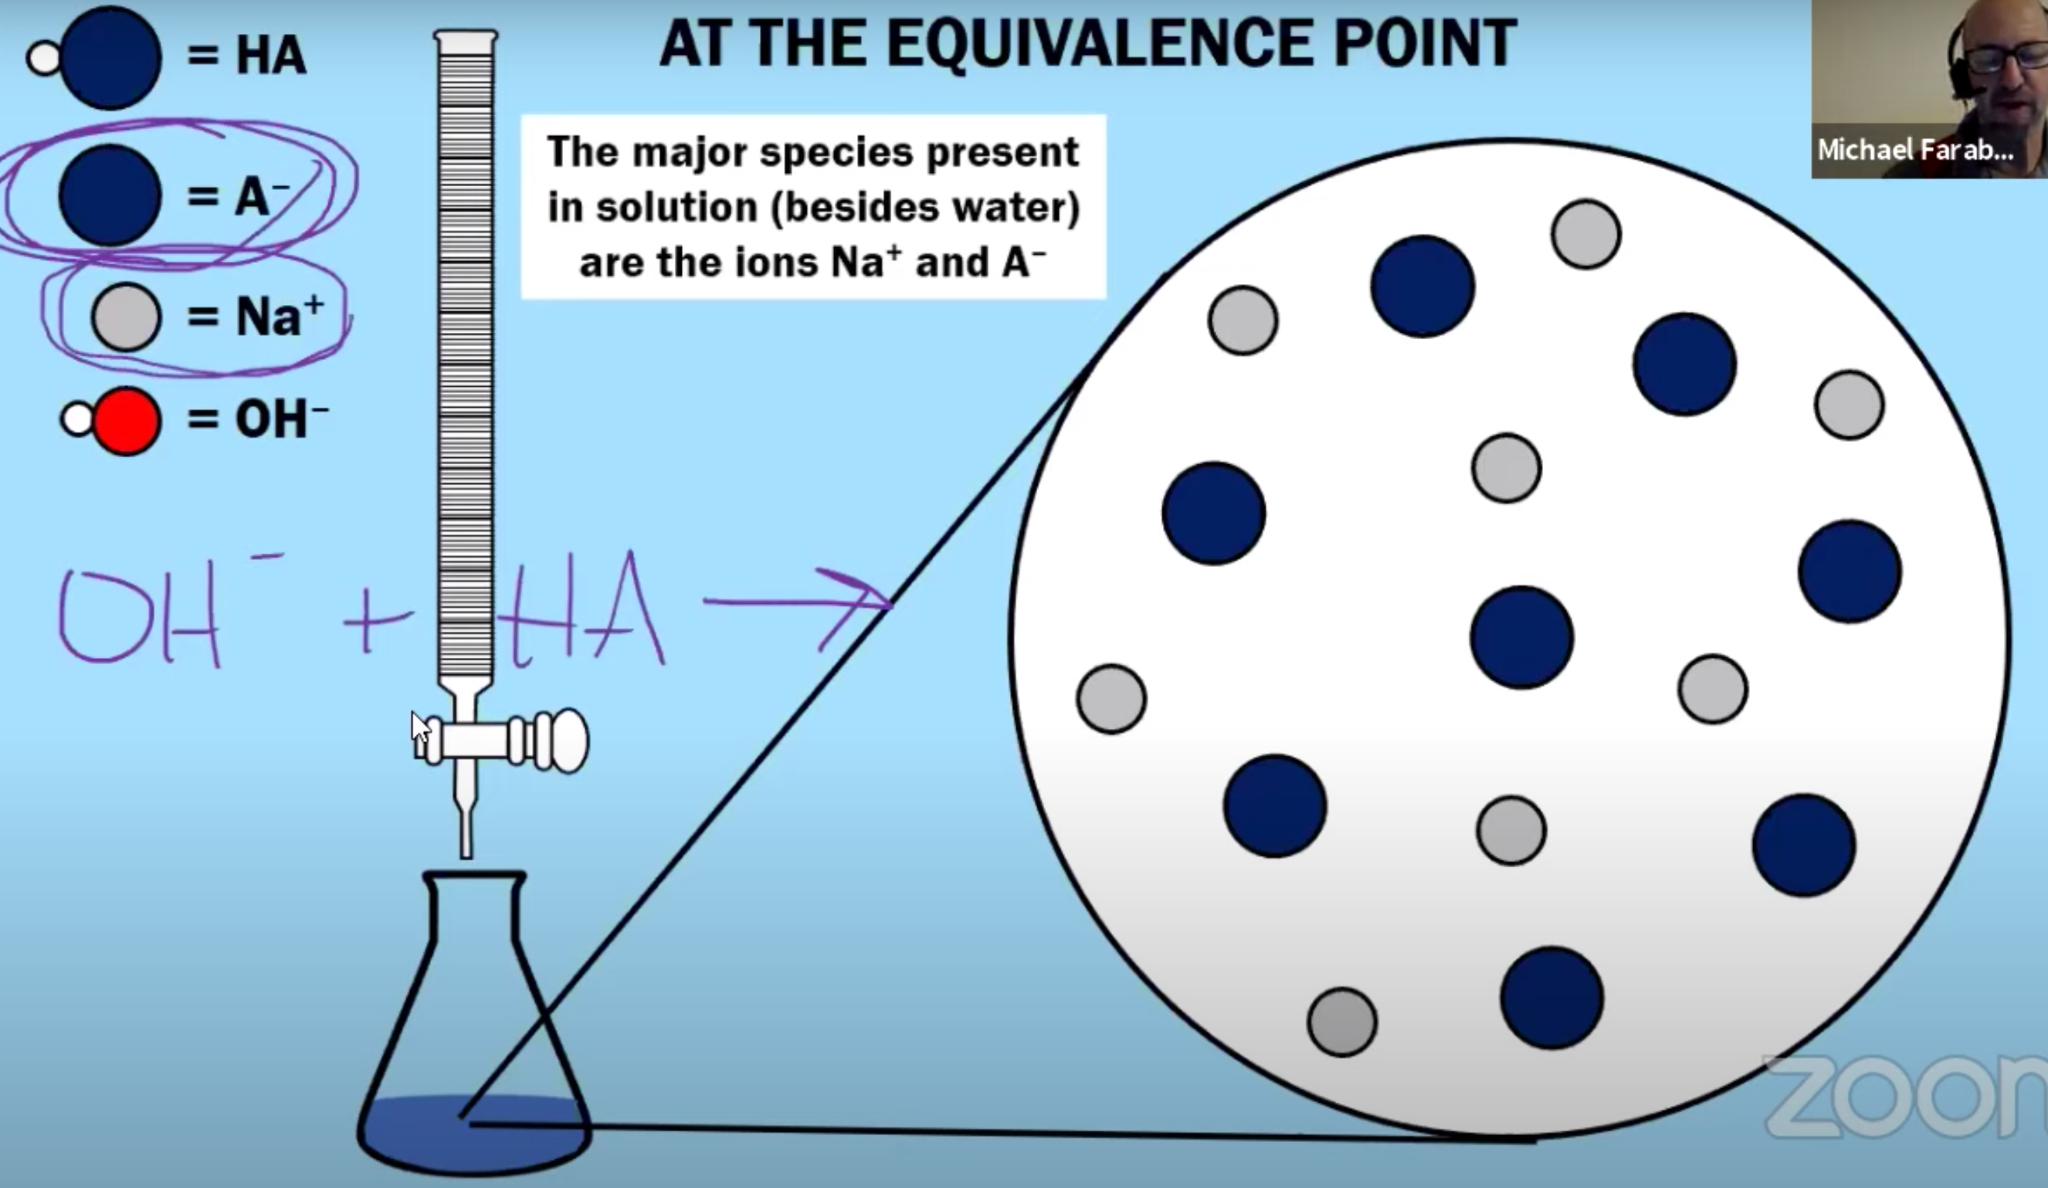 AT THE EQUIVALENCE POINT
= HA
= A⁻
= Na⁺
= OH⁻
The major species present
in solution (besides water)
are the ions Na⁺ and A⁻
OH⁻ + HA →
Michael Farab...
zoom